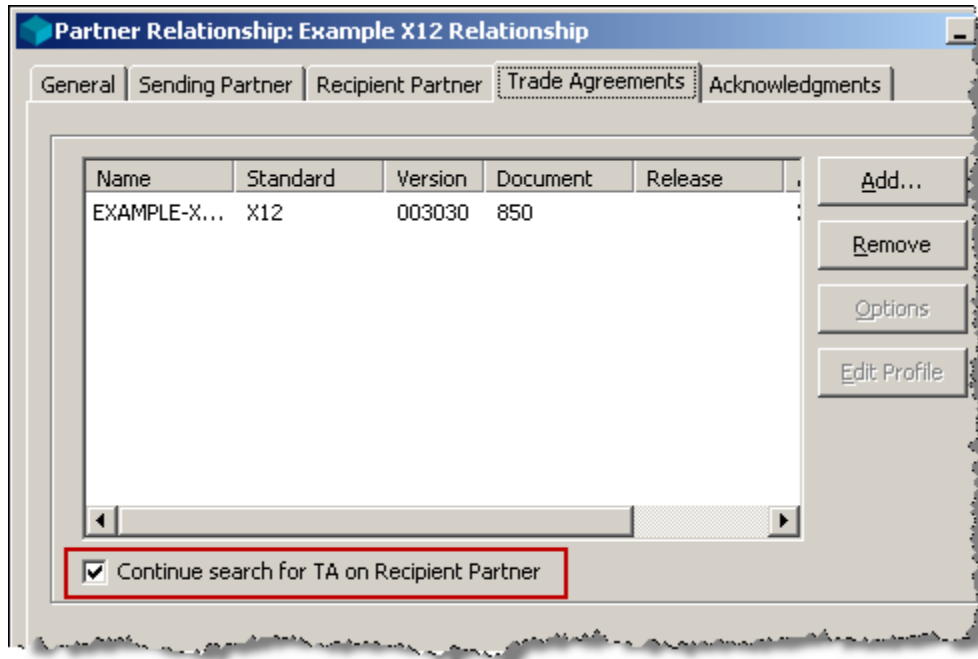 Partner Relationship: Example X12 Relationship
General Sending Partner Recipient Partner Trade Agreements Acknowledgments
Name Standard Version Document Release
EXAMPLE-X... X12 003030 850
Add...
Remove
Options
Edit Profile
Continue search for TA on Recipient Partner